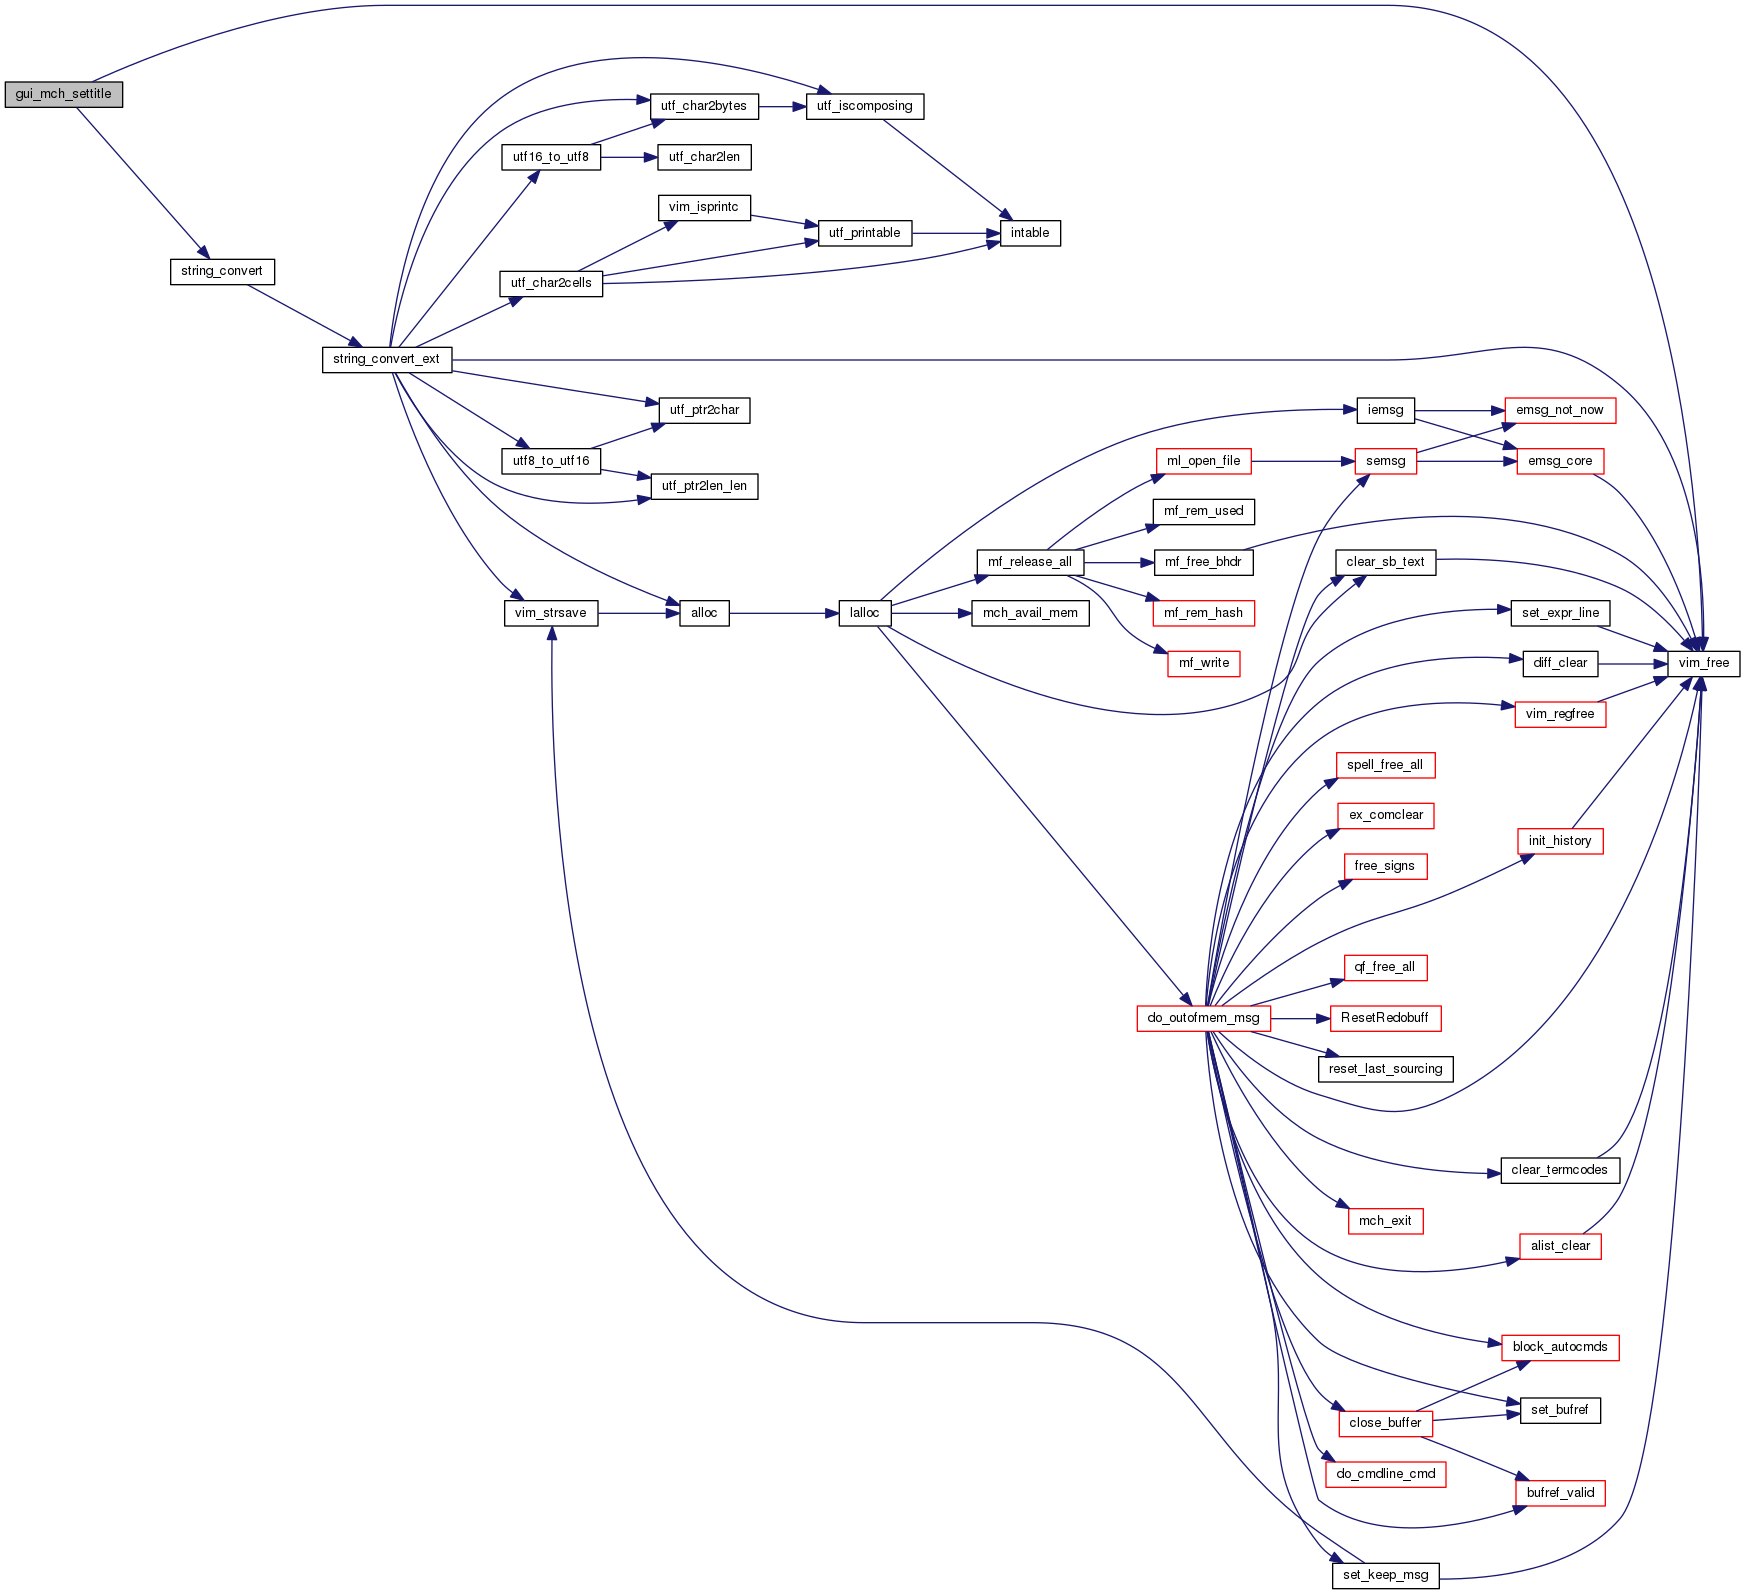 gui_mch_settitle
string_convert
string_convert_ext
utf_char2bytes
utf_iscomposing
utf16_to_utf8
utf_char2len
vim_isprintc
utf_printable
intable
utf_char2cells
utf_ptr2char
utf8_to_utf16
utf_ptr2len_len
vim_strsave
alloc
lalloc
iemsg
emsg_not_now
ml_open_file
semsg
emsg_core
mf_rem_used
mf_release_all
mf_free_bhdr
clear_sb_text
mch_avail_mem
mf_rem_hash
set_expr_line
mf_write
diff_clear
vim_free
vim_regfree
spell_free_all
ex_comclear
init_history
free_signs
qf_free_all
do_outofmem_msg
ResetRedobuff
reset_last_sourcing
clear_termcodes
mch_exit
alist_clear
block_autocmds
set_bufref
close_buffer
do_cmdline_cmd
bufref_valid
set_keep_msg